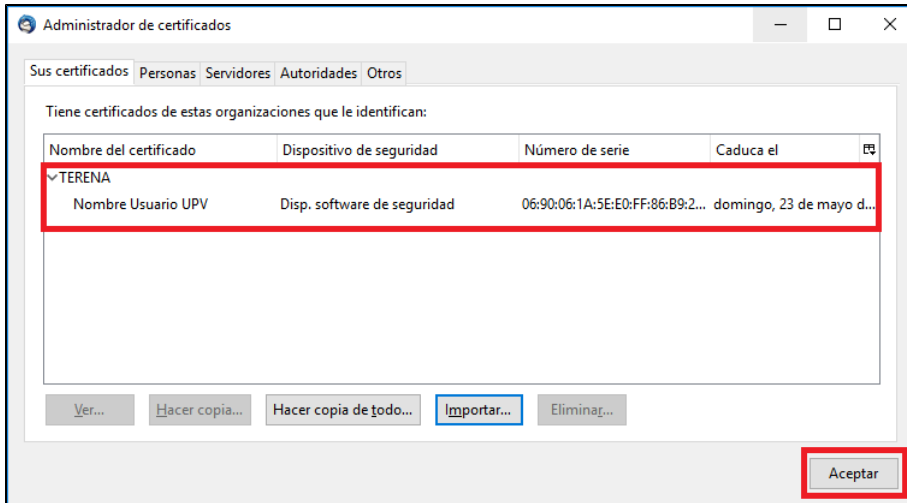 Administrador de certificados
Sus certificados Personas Servidores Autoridades Otros
Tiene certificados de estas organizaciones que le identifican:
Nombre del certificado Dispositivo de seguridad Número de serie Caduca el
TERENA
Nombre Usuario UPV Disp. software de seguridad 06:90:06:1A:5E:E0:FF:86:B9:2... domingo, 23 de mayo d...
Ver... Hacer copia... Hacer copia de todo... Importar... Eliminar...
Aceptar